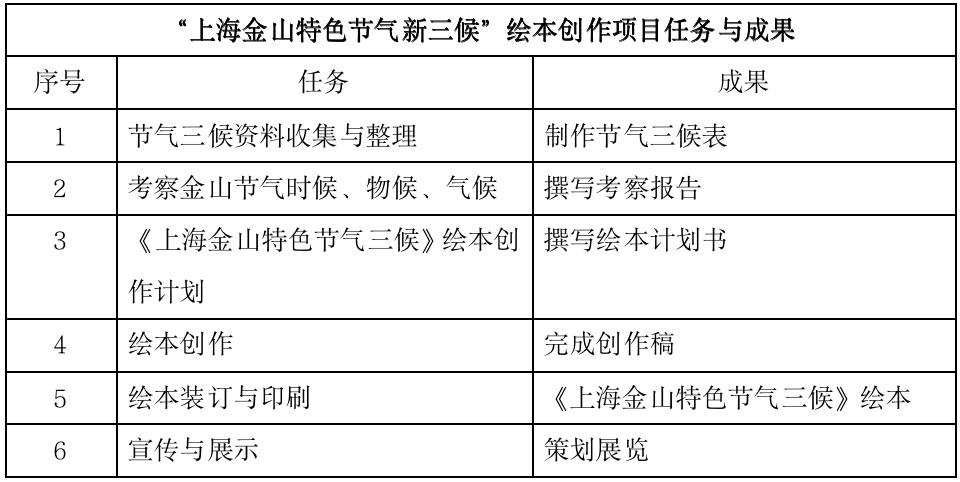 “上海金山特色节气新三候”绘本创作项目任务与成果
序号 任务 成果
1 节气三候资料收集与整理 制作节气三候表
2 考察金山节气时候、物候、气候 撰写考察报告
3 《上海金山特色节气三候》绘本创 撰写绘本计划书
作计划
4 绘本创作 完成创作稿
5 绘本装订与印刷 《上海金山特色节气三候》绘本
6 宣传与展示 策划展览